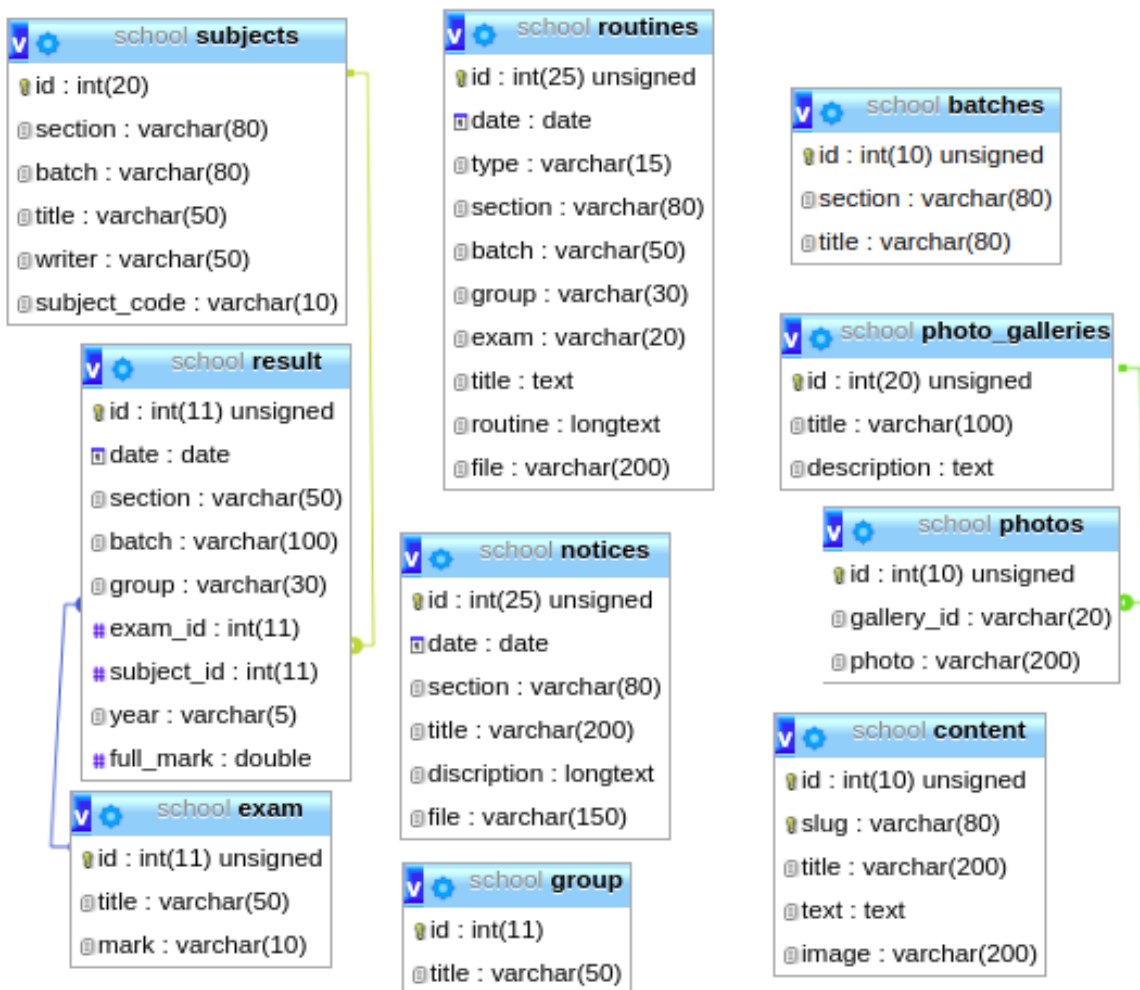 school subjects
id : int(20)
section : varchar(80)
batch : varchar(80)
title : varchar(50)
writer : varchar(50)
subject_code : varchar(10)
school result
id : int(11) unsigned
date : date
section : varchar(50)
batch : varchar(100)
group : varchar(30)
exam_id : int(11)
subject_id : int(11)
year : varchar(5)
full_mark : double
school exam
id : int(11) unsigned
title : varchar(50)
mark : varchar(10)
school routines
id : int(25) unsigned
date : date
type : varchar(15)
section : varchar(80)
batch : varchar(50)
group : varchar(30)
exam : varchar(20)
title : text
routine : longtext
file : varchar(200)
school notices
id : int(25) unsigned
date : date
section : varchar(80)
title : varchar(200)
discription : longtext
file : varchar(150)
school group
id : int(11)
title : varchar(50)
school batches
id : int(10) unsigned
section : varchar(80)
title : varchar(80)
school photo_galleries
id : int(20) unsigned
title : varchar(100)
description : text
school photos
id : int(10) unsigned
gallery_id : varchar(20)
photo : varchar(200)
school content
id : int(10) unsigned
slug : varchar(80)
title : varchar(200)
text : text
image : varchar(200)